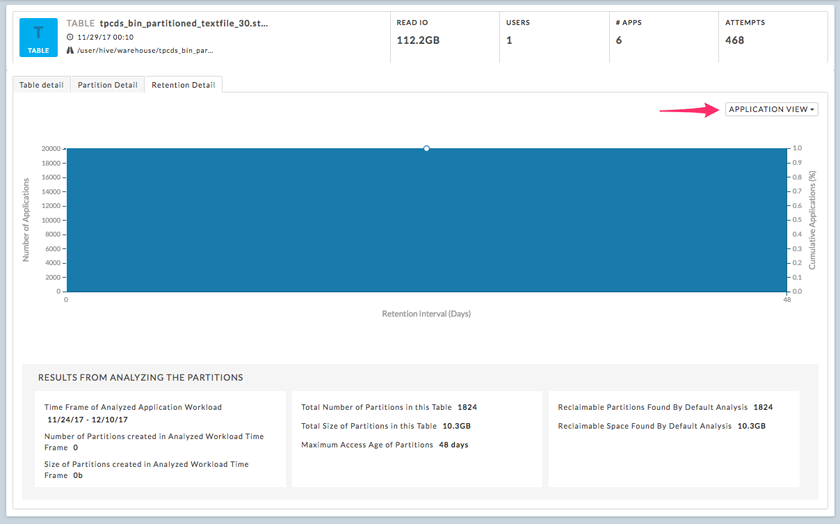 T
TABLE
TABLE tpcds_bin_partitioned_textfile_30.st...
11/29/17 00:10
/user/hive/warehouse/tpcds_bin_par...
READ IO
112.2GB
USERS
1
# APPS
6
ATTEMPTS
468
Table detail
Partition Detail
Retention Detail
APPLICATION VIEW
Number of Applications
20000
18000
16000
14000
12000
10000
8000
6000
4000
2000
0
1.0
0.9
0.8
0.7
0.6
0.5
0.4
0.3
0.2
0.1
0.0
Cumulative Applications (%)
0
48
Retention Interval (Days)
RESULTS FROM ANALYZING THE PARTITIONS
Time Frame of Analyzed Application Workload
11/24/17 - 12/10/17
Number of Partitions created in Analyzed Workload Time
Frame 0
Size of Partitions created in Analyzed Workload Time
Frame 0b
Total Number of Partitions in this Table 1824
Total Size of Partitions in this Table 10.3GB
Maximum Access Age of Partitions 48 days
Reclaimable Partitions Found By Default Analysis 1824
Reclaimable Space Found By Default Analysis 10.3GB